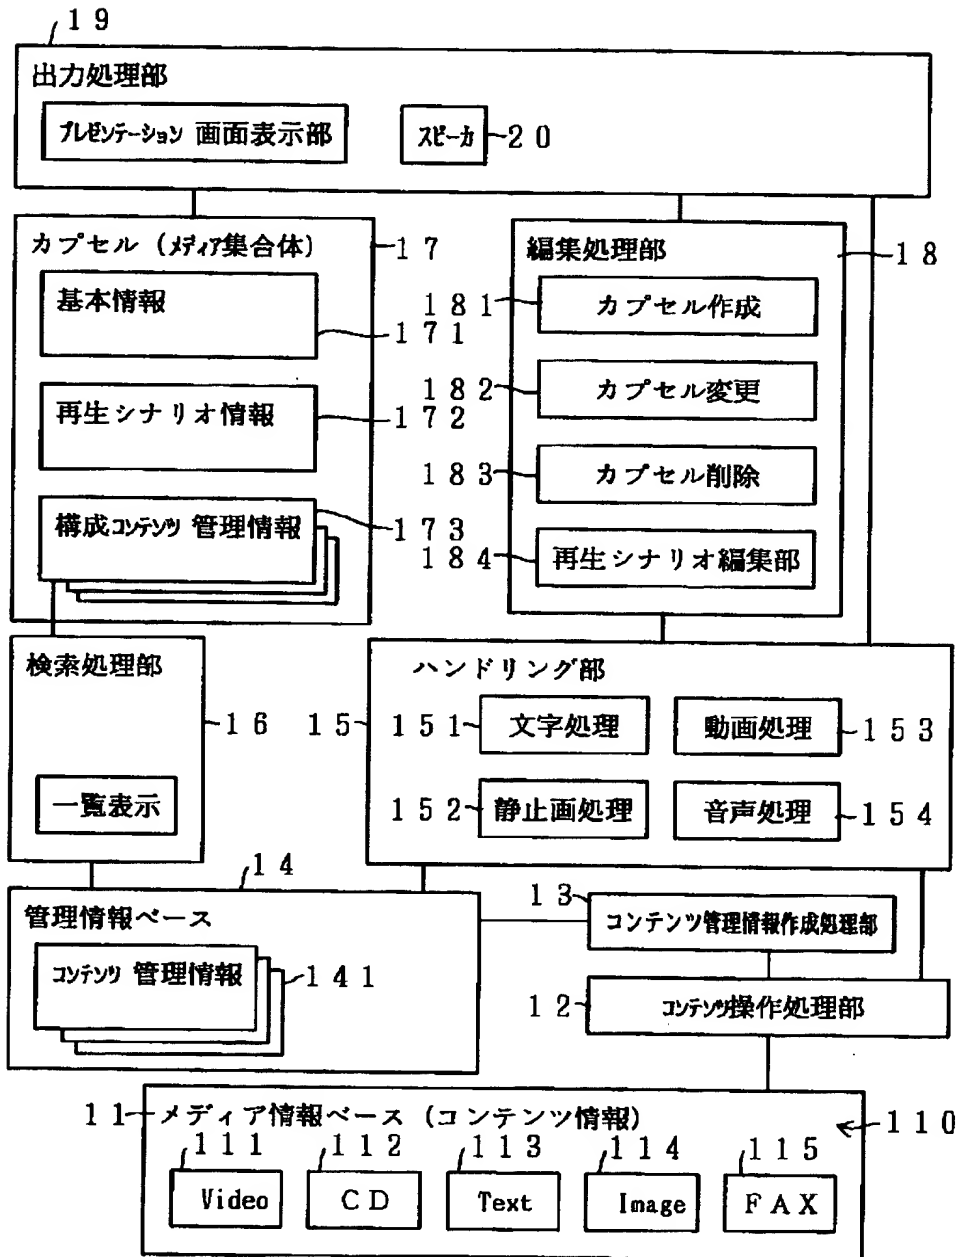 19
出力処理部
プレゼンテーション 画面表示部
スピーカ
20
カプセル（メディア集合体）
17
基本情報
171
再生シナリオ情報
172
構成コンテンツ 管理情報
173
編集処理部
18
181
カプセル作成
182
カプセル変更
183
カプセル削除
184
再生シナリオ編集部
検索処理部
16
一覧表示
ハンドリング部
15
151
文字処理
動画処理
153
152
静止画処理
音声処理
154
14
管理情報ベース
コンテンツ 管理情報
141
13
コンテンツ管理情報作成処理部
12
コンテンツ操作処理部
11
メディア情報ベース（コンテンツ情報）
110
111
112
113
114
115
Video
CD
Text
Image
FAX